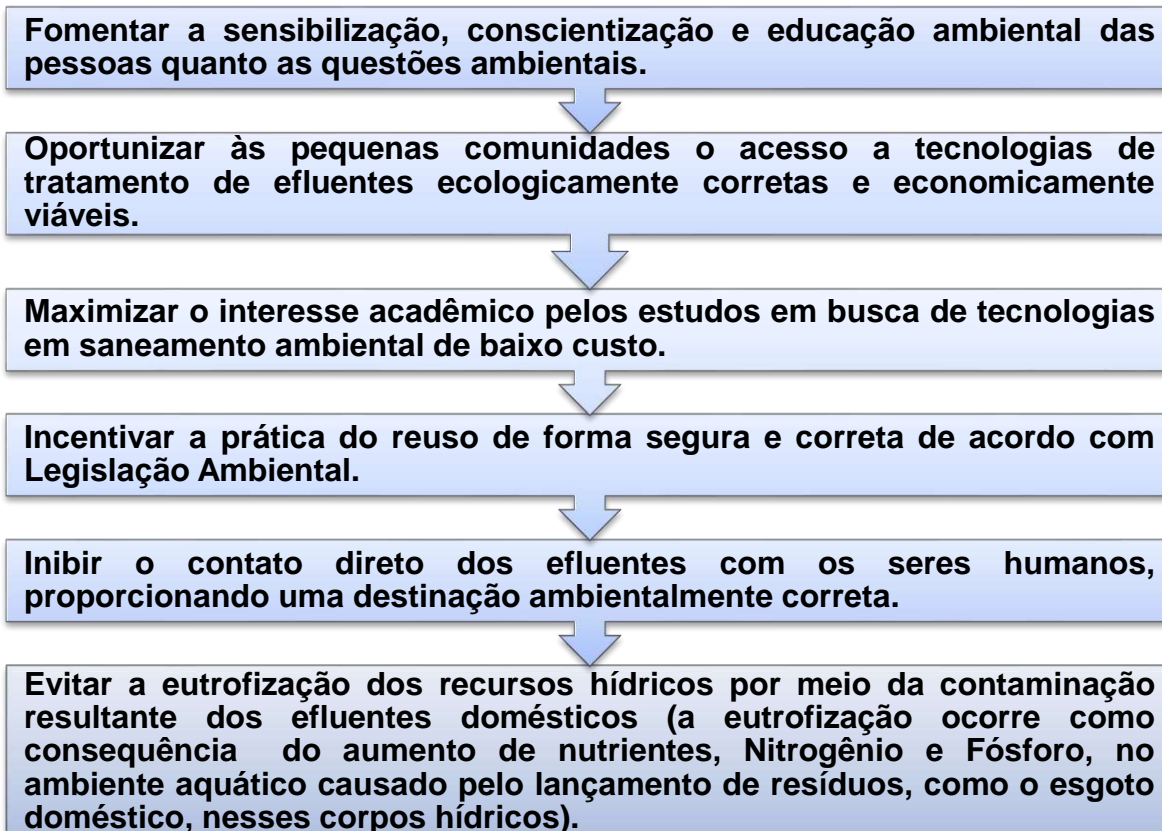 Fomentar a sensibilização, conscientização e educação ambiental das
pessoas quanto as questões ambientais.
Oportunizar às pequenas comunidades o acesso a tecnologias de
tratamento de efluentes ecologicamente corretas e economicamente
viáveis.
Maximizar o interesse acadêmico pelos estudos em busca de tecnologias
em saneamento ambiental de baixo custo.
Incentivar a prática do reuso de forma segura e correta de acordo com
Legislação Ambiental.
Inibir o contato direto dos efluentes com os seres humanos,
proporcionando uma destinação ambientalmente correta.
Evitar a eutrofização dos recursos hídricos por meio da contaminação
resultante dos efluentes domésticos (a eutrofização ocorre como
consequência do aumento de nutrientes, Nitrogênio e Fósforo, no
ambiente aquático causado pelo lançamento de resíduos, como o esgoto
doméstico, nesses corpos hídricos).